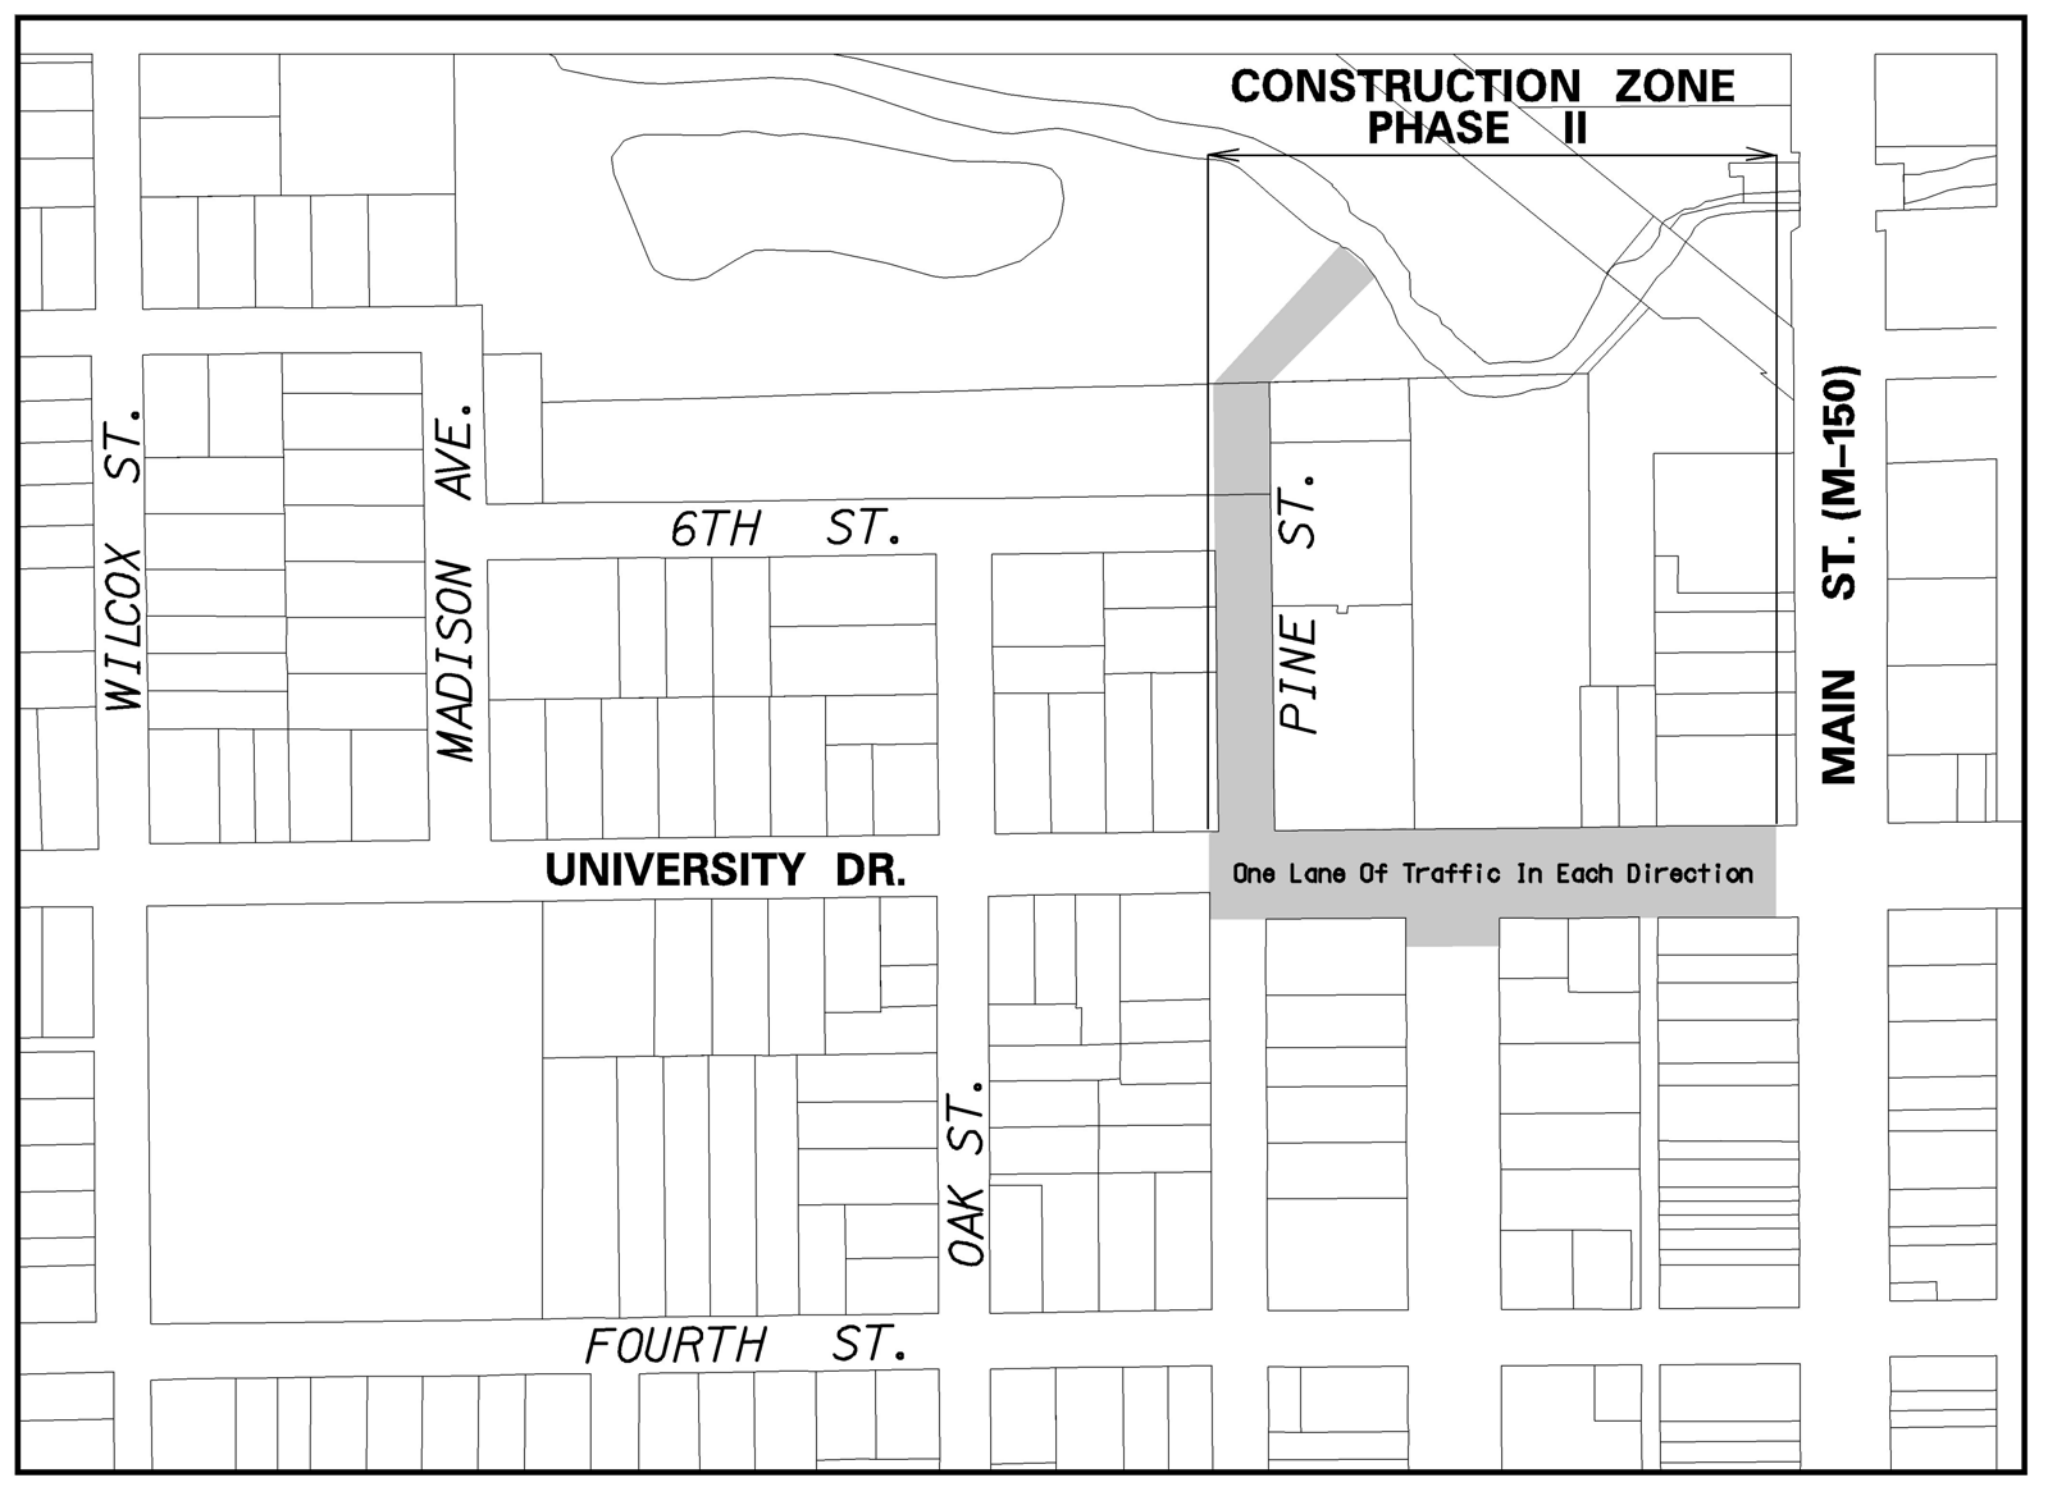 CONSTRUCTION ZONE
PHASE II
WILCOX ST.
MADISON AVE.
6TH ST.
PINE ST.
MAIN ST. (M-150)
UNIVERSITY DR.
One Lane Of Traffic In Each Direction
OAK ST.
FOURTH ST.